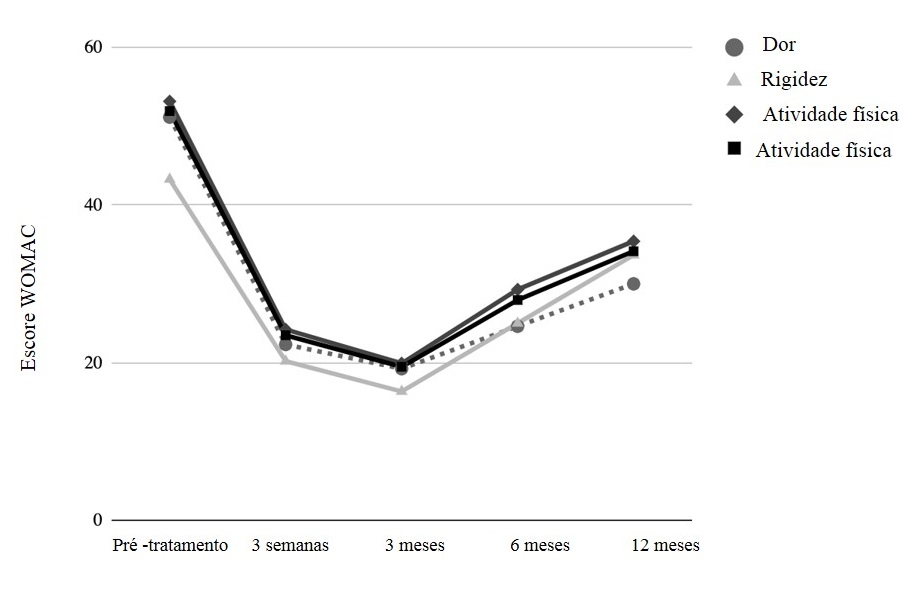 60
40
20
0
Escore WOMAC
Pré -tratamento
3 semanas
3 meses
6 meses
12 meses
Dor
Rigidez
Atividade física
Atividade física